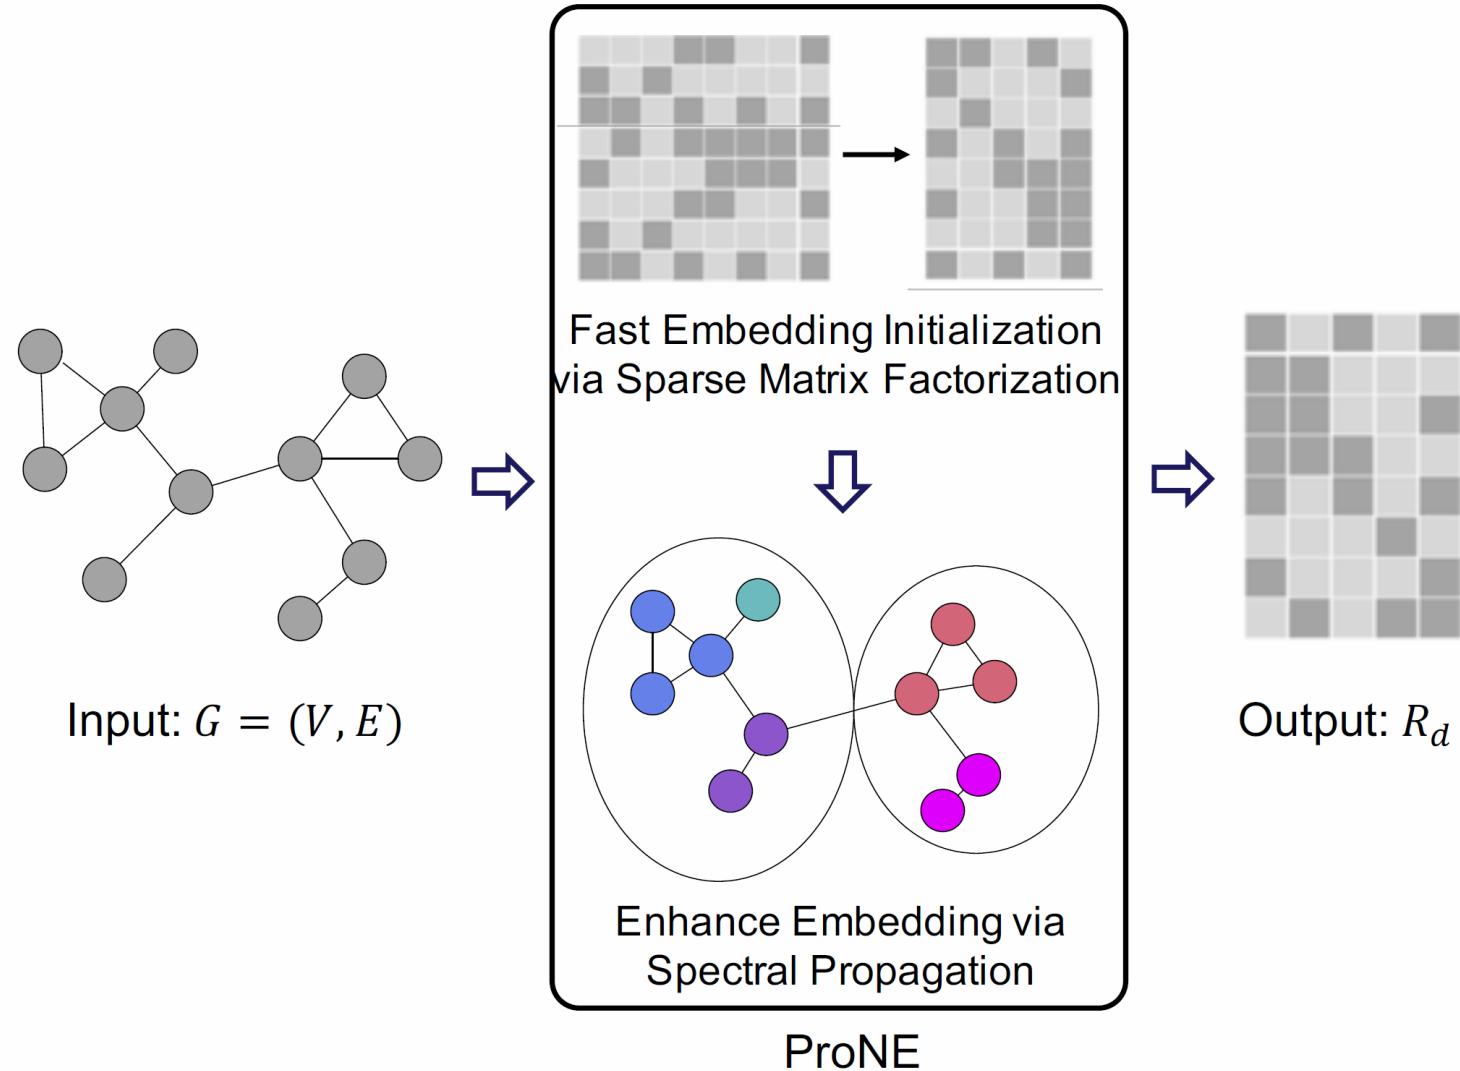 Fast Embedding Initialization
via Sparse Matrix Factorization
Input: G = (V, E)
Output: R_d
Enhance Embedding via
Spectral Propagation
ProNE